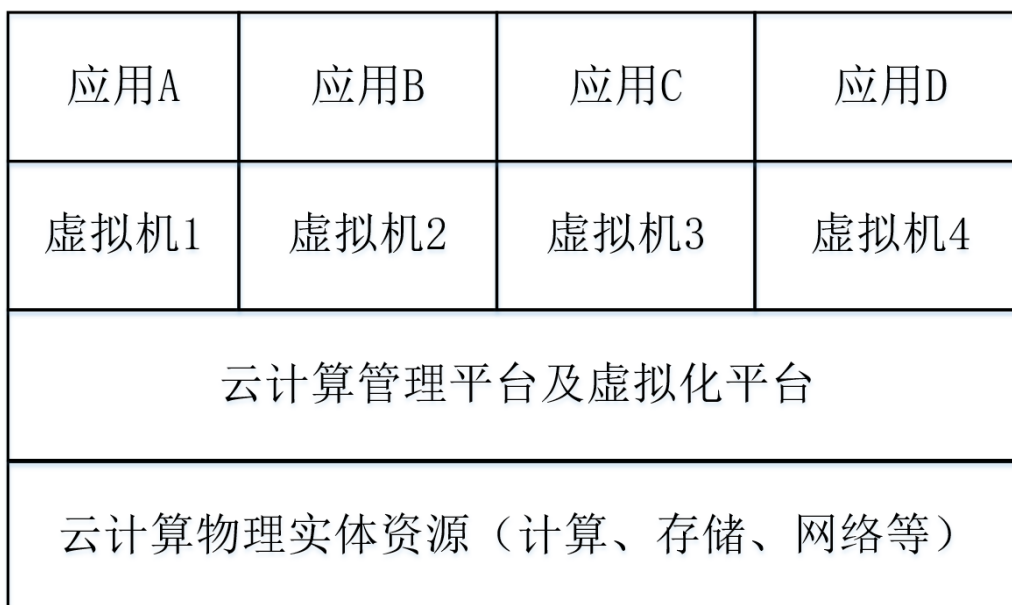 应用A 应用B 应用C 应用D
虚拟机1 虚拟机2 虚拟机3 虚拟机4
云计算管理平台及虚拟化平台
云计算物理实体资源（计算、存储、网络等）